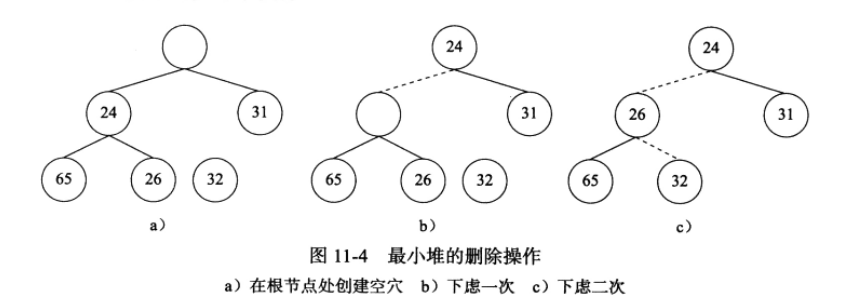 24
24 26
24 31 31 31
65 26 32 65 26 32 65 32
a） b） c）
图 11-4 最小堆的删除操作
a）在根节点处创建空穴 b）下虑一次 c）下虑二次